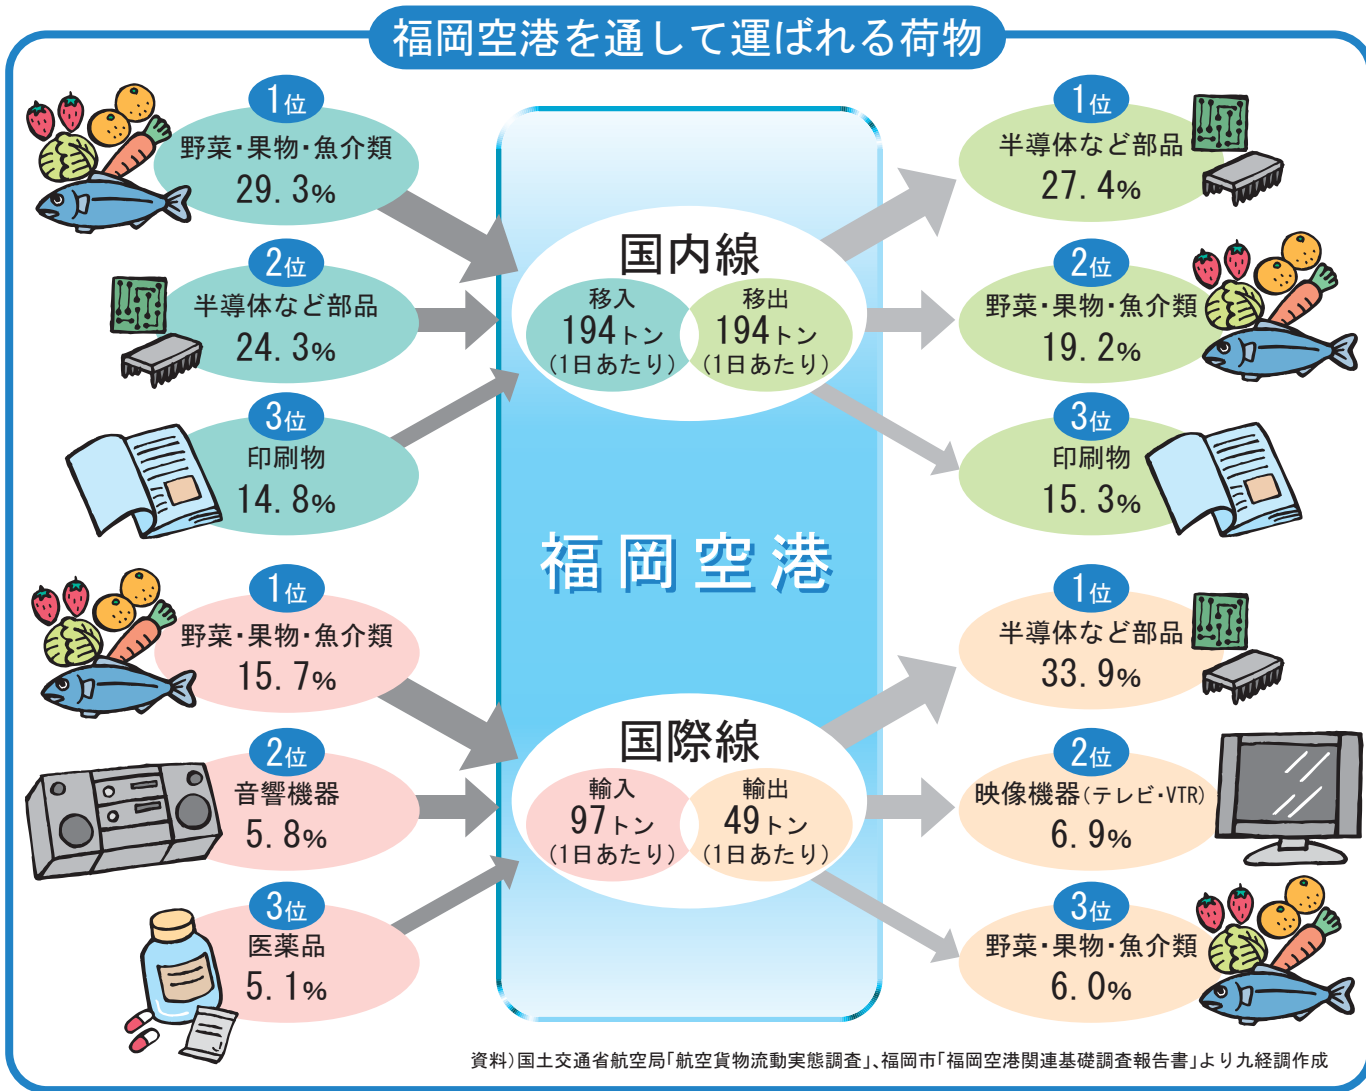 福岡空港を通して運ばれる荷物
1位
野菜・果物・魚介類
29.3%
2位
半導体など部品
24.3%
3位
印刷物
14.8%
国内線
移入
194トン
(1日あたり)
移出
194トン
(1日あたり)
1位
半導体など部品
27.4%
2位
野菜・果物・魚介類
19.2%
3位
印刷物
15.3%
福岡空港
1位
野菜・果物・魚介類
15.7%
2位
音響機器
5.8%
3位
医薬品
5.1%
国際線
輸入
97トン
(1日あたり)
輸出
49トン
(1日あたり)
1位
半導体など部品
33.9%
2位
映像機器(テレビ・VTR)
6.9%
3位
野菜・果物・魚介類
6.0%
資料)国土交通省航空局「航空貨物流動実態調査」、福岡市「福岡空港関連基礎調査報告書」より九経調作成